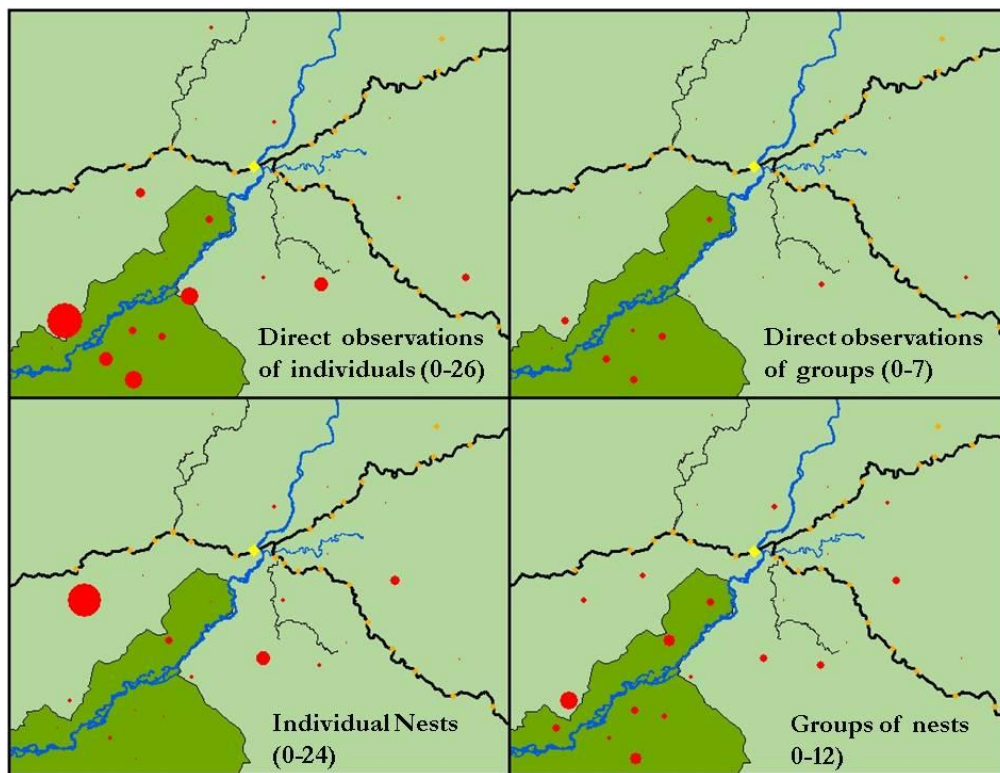 Direct observations
of individuals (0-26)
Direct observations
of groups (0-7)
Individual Nests
(0-24)
Groups of nests
0-12)